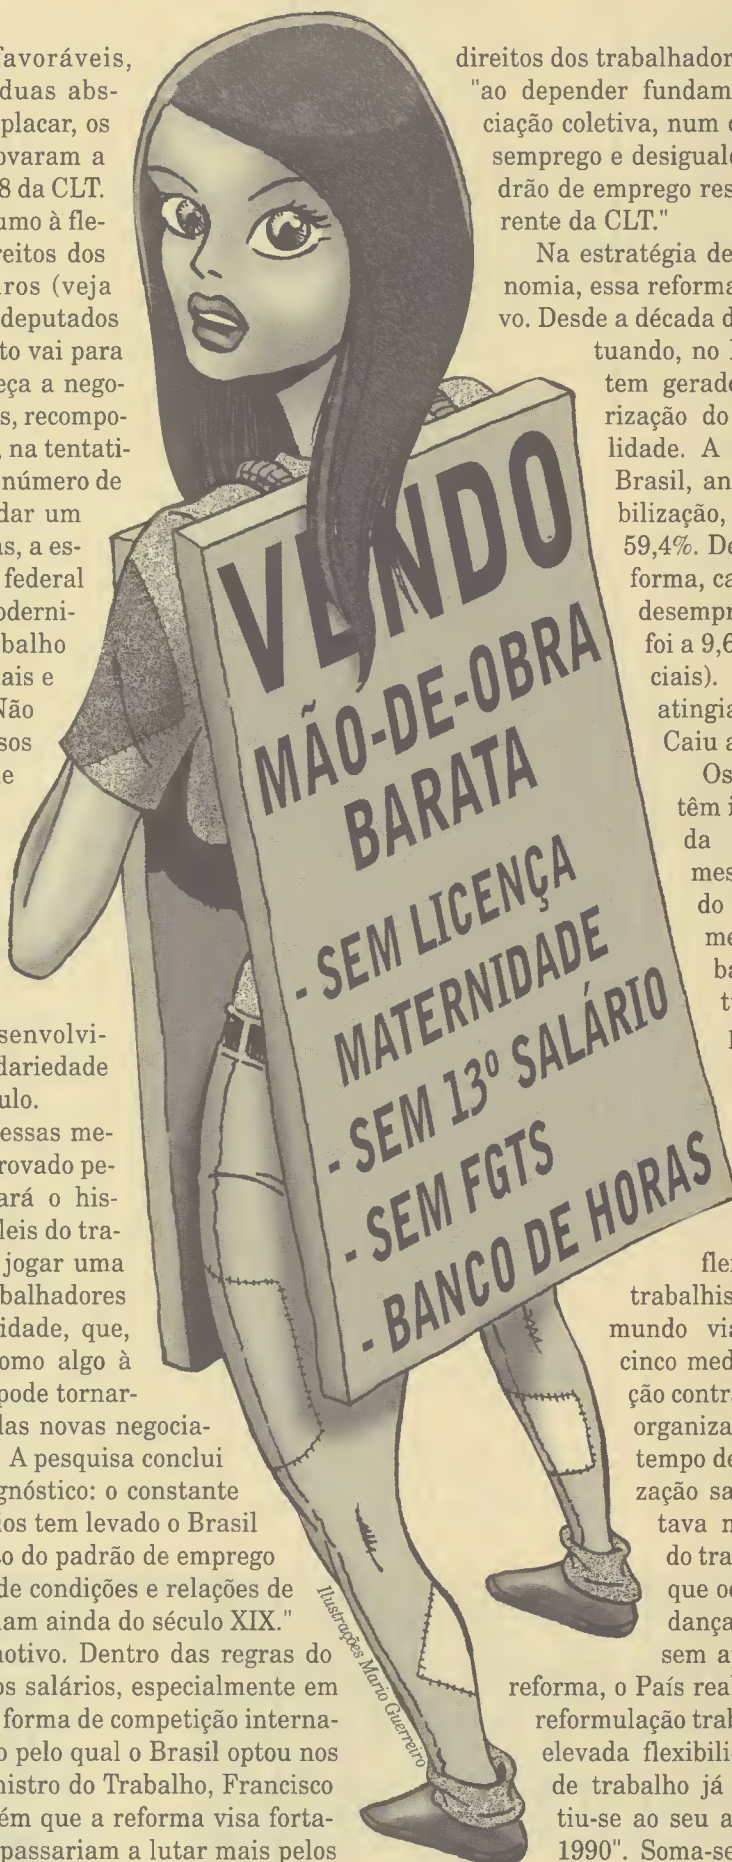 favoráveis,
duas abs-
placar, os
ovaram a
8 da CLT.
umo à fle-
reitos dos
ros (veja
deputados
to vai para
eça a nego-
s, recompo-
, na tentati-
número de
dar um
as, a es-
federal
oderni-
balho
ais e
Não
sos
e
senvolvi-
dariedade
ulo.
essas me-
rovado pe-
ará o his-
leis do tra-
jogar uma
balhadores
idade, que,
omo algo à
pode tornar-
las novas negocia-
A pesquisa conclui
gnóstico: o constante
ios tem levado o Brasil
o do padrão de emprego
de condições e relações de
am ainda do século XIX."
notivo. Dentro das regras do
os salários, especialmente em
forma de competição interna-
o pelo qual o Brasil optou nos
nistro do Trabalho, Francisco
ém que a reforma visa forta-
passariam a lutar mais pelos
VENDO
MÃO-DE-OBRA
BARATA
- SEM LICENÇA
MATERNIDADE
- SEM 13º SALÁRIO
- SEM FGTS
- BANCO DE HORAS
Ilustrações Mario Guerreiro
direitos dos trabalhador
"ao depender fundam
ciação coletiva, num
semprego e desigual
drão de emprego res
rente da CLT."
Na estratégia de
nomia, essa reforma
vo. Desde a década d
tuando, no
tem gerado
rização do
lidade. A
Brasil, an
bilização,
59,4%. De
forma, ca
desempr
foi a 9,6
ciais).
atingia
Caiu a
Os
têm i
da
mes
do
me
ba
t
flex
trabalhis
mundo via
cinco med
ção contr
organiza
tempo de
zação sa
tava n
do tra
que o
dança
sem a
reforma, o País real
reformulação trab
elevada flexibili
de trabalho já
tiu-se ao seu a
1990". Soma-se